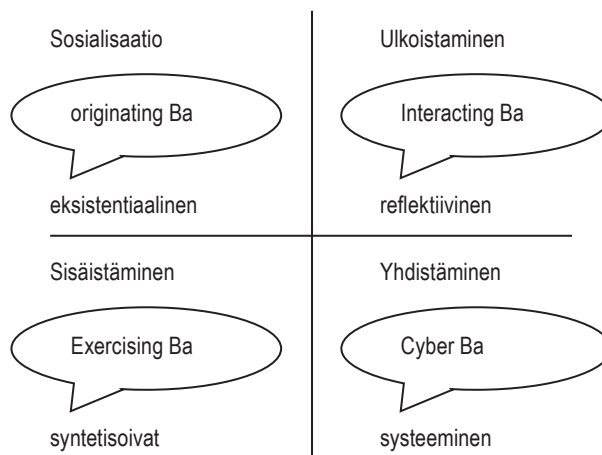 Sosialisaatio
originating Ba
eksistentiaalinen
Ulkoistaminen
Interacting Ba
reflektiivinen
Sisäistäminen
Exercising Ba
syntetisoivat
Yhdistäminen
Cyber Ba
systeeminen